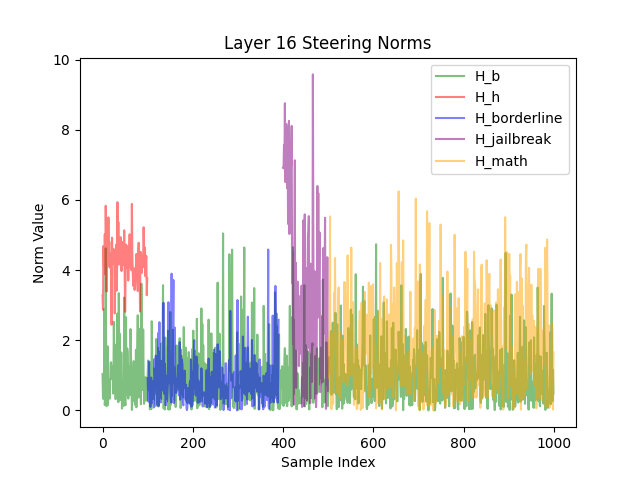 Layer 16 Steering Norms
10
8
6
4
2
0
Norm Value
0
200
400
600
800
1000
Sample Index
H_b
H_h
H_borderline
H_jailbreak
H_math